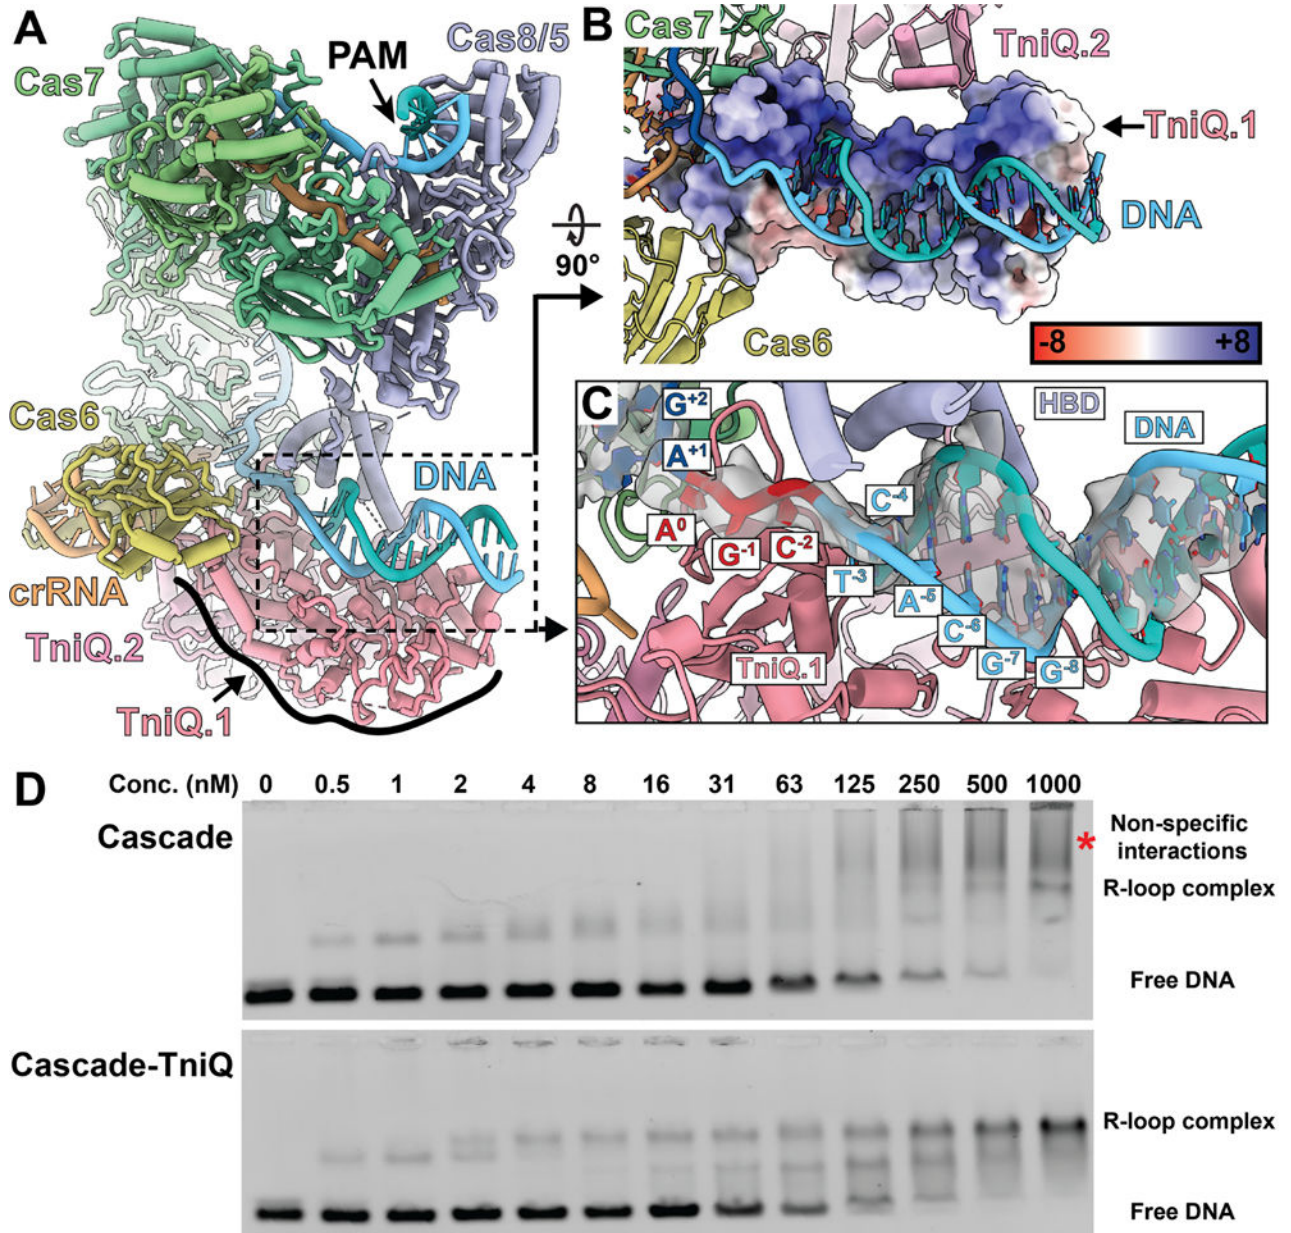 A
Cas7
PAM
Cas8/5
Cas6
crRNA
TniQ.2
TniQ.1
DNA
90°
B
Cas7
TniQ.2
TniQ.1
DNA
Cas6
-8
+8
C
G+2
A+1
A0
G-1
C-2
T-3
C-4
A-5
C-6
G-7
G-8
HBD
DNA
TniQ.1
D
Conc. (nM) 0 0.5 1 2 4 8 16 31 63 125 250 500 1000
Cascade
*
Non-specific
interactions
R-loop complex
Free DNA
Cascade-TniQ
R-loop complex
Free DNA